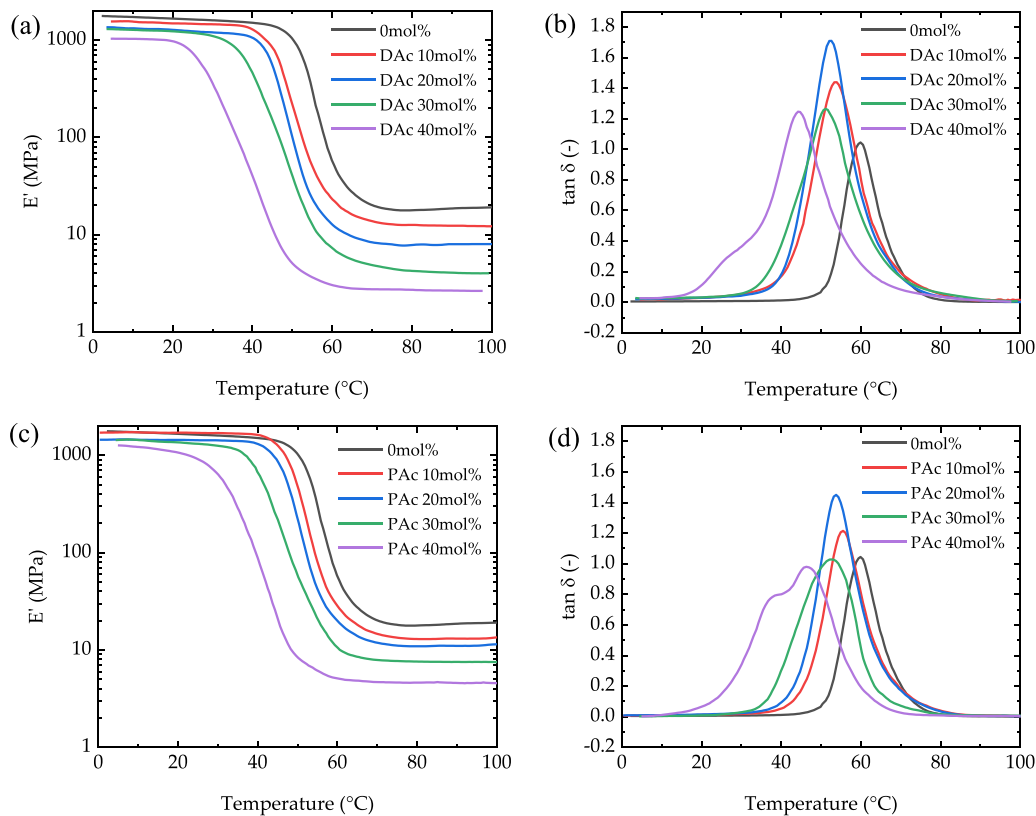 (a)
1000
100
10
1
0
20
40
60
80
100
E' (MPa)
Temperature (°C)
0mol%
DAc 10mol%
DAc 20mol%
DAc 30mol%
DAc 40mol%
(b)
1.8
1.6
1.4
1.2
1.0
0.8
0.6
0.4
0.2
0.0
-0.2
0
20
40
60
80
100
tan δ (-)
Temperature (°C)
0mol%
DAc 10mol%
DAc 20mol%
DAc 30mol%
DAc 40mol%
(c)
1000
100
10
1
0
20
40
60
80
100
E' (MPa)
Temperature (°C)
0mol%
PAc 10mol%
PAc 20mol%
PAc 30mol%
PAc 40mol%
(d)
1.8
1.6
1.4
1.2
1.0
0.8
0.6
0.4
0.2
0.0
-0.2
0
20
40
60
80
100
tan δ (-)
Temperature (°C)
0mol%
PAc 10mol%
PAc 20mol%
PAc 30mol%
PAc 40mol%